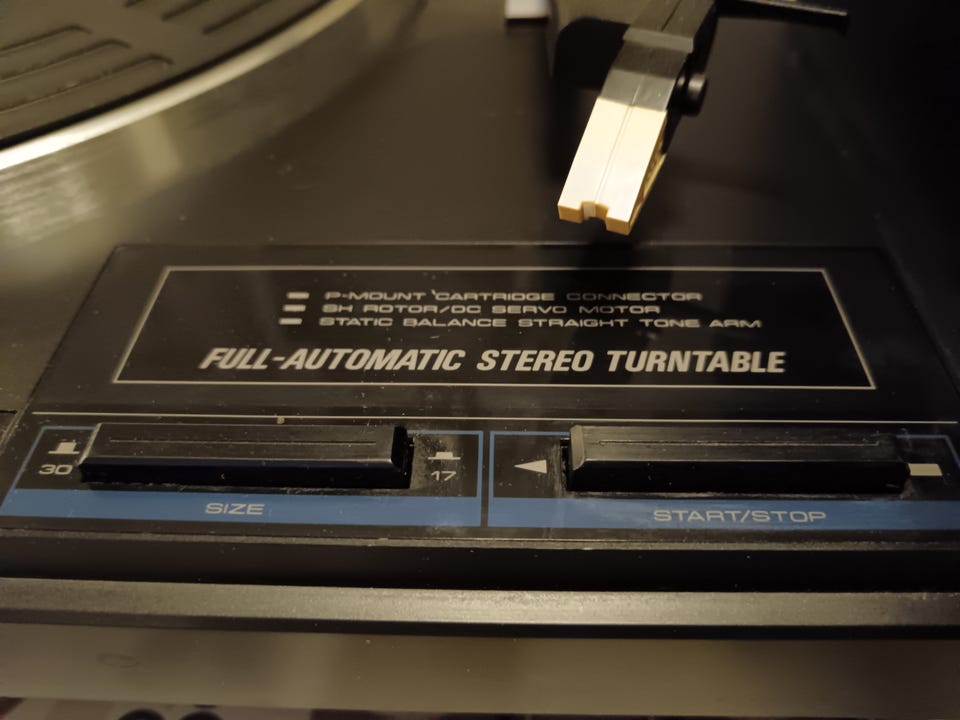 P-MOUNT CARTRIDGE CONNECTOR
SH ROTOR/DC SERVO MOTOR
STATIC BALANCE STRAIGHT TONE ARM
FULL-AUTOMATIC STEREO TURNTABLE
30
17
SIZE
START/STOP